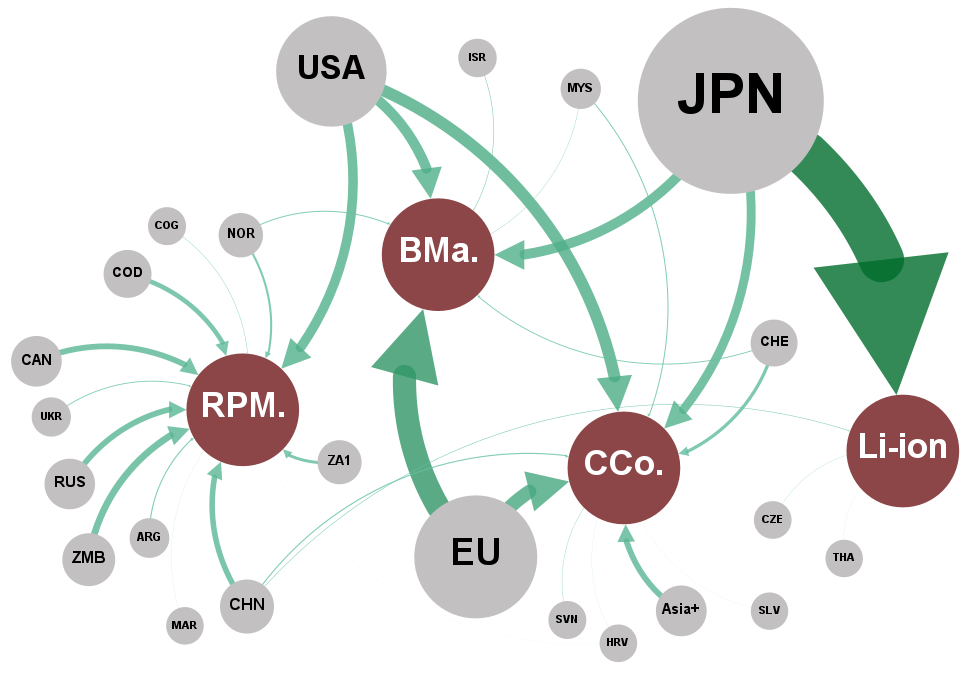 USA
ISR
MYS
JPN
COG
NOR
BMa.
COD
CAN
CHE
UKR
RPM.
Li-ion
RUS
ZA1
CCo.
ARG
CZE
ZMB
EU
THA
CHN
Asia+
SLV
MAR
SVN
HRV